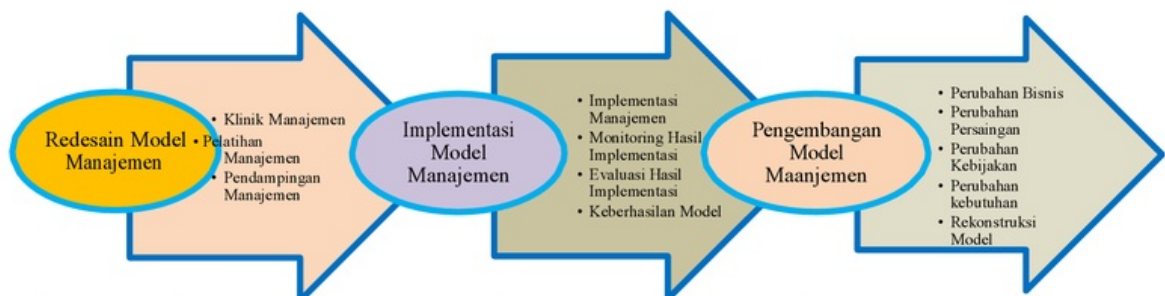 Redesain Model
Manajemen
• Klinik Manajemen
• Pelatihan
Manajemen
• Pendampingan
Manajemen
Implementasi
Model
Manajemen
• Implementasi
Manajemen
• Monitoring Hasil
Implementasi
• Evaluasi Hasil
Implementasi
• Keberhasilan Model
Pengembangan
Model
Maanjemen
• Perubahan Bisnis
• Perubahan
Persaingan
• Perubahan
Kebijakan
• Perubahan
kebutuhan
• Rekonstruksi
Model